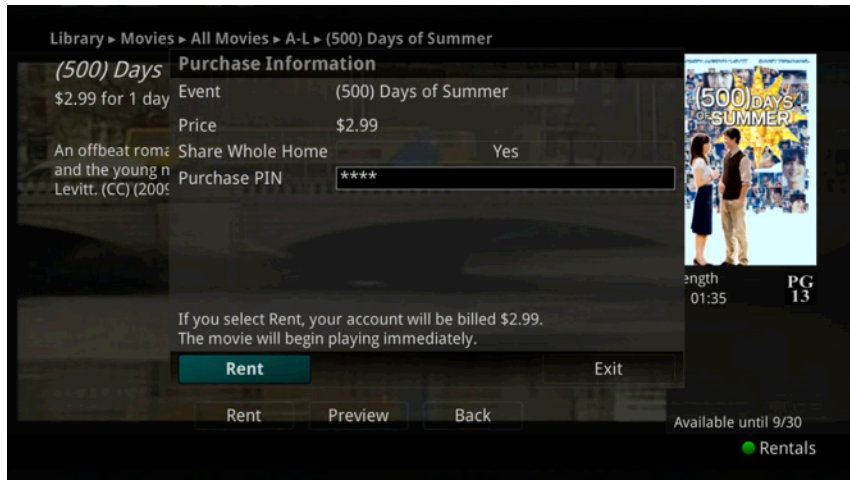 Library ▸ Movies ▸ All Movies ▸ A-L ▸ (500) Days of Summer
(500) Days
$2.99 for 1 day
An offbeat roma
and the young n
Levitt. (CC) (2009
Purchase Information
Event (500) Days of Summer
Price $2.99
Share Whole Home Yes
Purchase PIN ****
If you select Rent, your account will be billed $2.99.
The movie will begin playing immediately.
Rent Exit
(500) DAYS
OF SUMMER
ength
01:35
PG
13
Rent Preview Back
Available until 9/30
Rentals